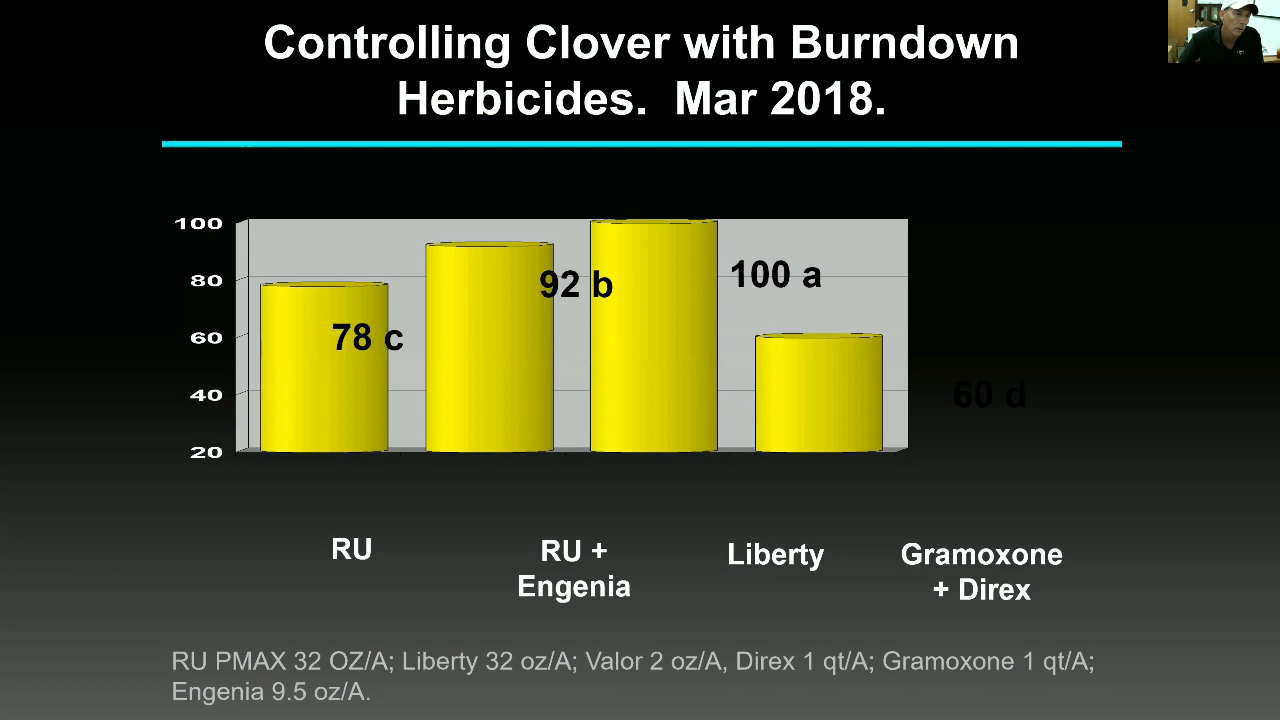 Controlling Clover with Burndown
Herbicides.  Mar 2018.
100
80
60
40
20
78 c
92 b
100 a
60 d
RU
RU +
Engenia
Liberty
Gramoxone
+ Direx
RU PMAX 32 OZ/A; Liberty 32 oz/A; Valor 2 oz/A, Direx 1 qt/A; Gramoxone 1 qt/A;
Engenia 9.5 oz/A.